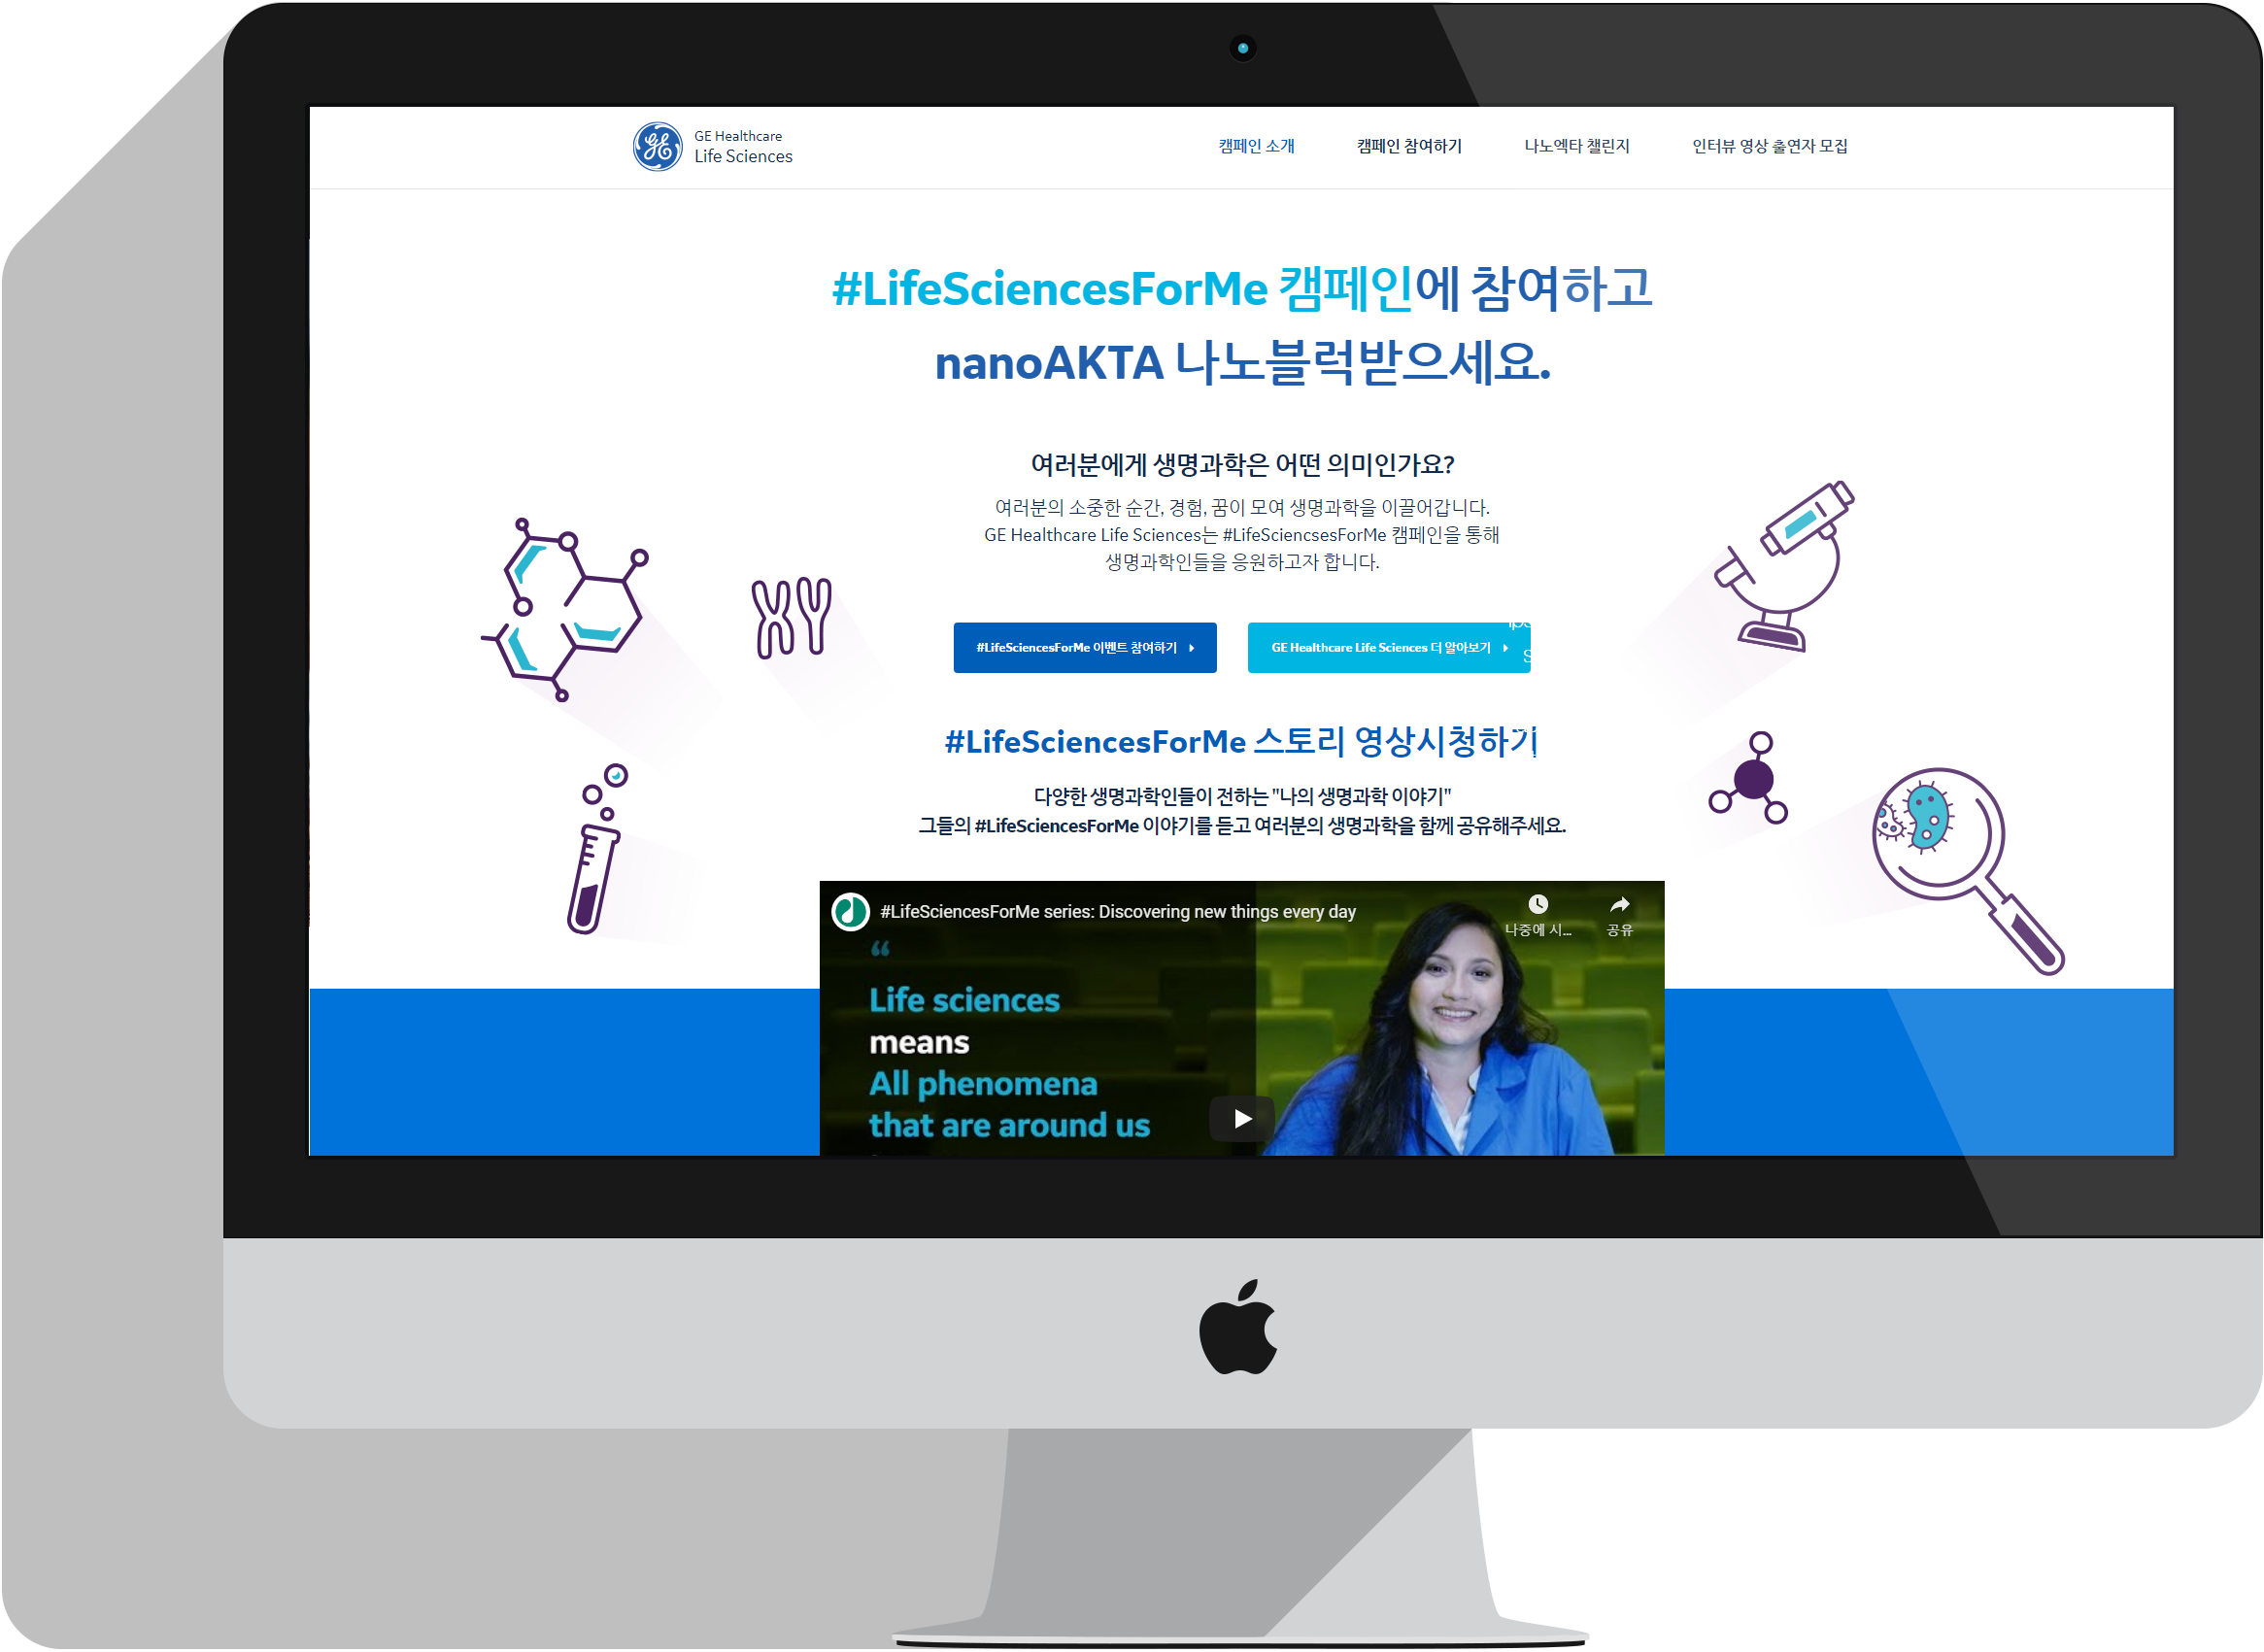 GE Healthcare
Life Sciences
캠페인 소개
캠페인 참여하기
나노엑타 챌린지
인터뷰 영상 출연자 모집
#LifeSciencesForMe 캠페인에 참여하고
nanoAKTA 나노블럭받으세요.
여러분에게 생명과학은 어떤 의미인가요?
여러분의 소중한 순간, 경험, 꿈이 모여 생명과학을 이끌어갑니다.
GE Healthcare Life Sciences는 #LifeSciencsesForMe 캠페인을 통해
생명과학인들을 응원하고자 합니다.
#LifeSciencesForMe 이벤트 참여하기
GE Healthcare Life Sciences 더 알아보기
#LifeSciencesForMe 스토리 영상시청하기
다양한 생명과학인들이 전하는 "나의 생명과학 이야기"
그들의 #LifeSciencesForMe 이야기를 듣고 여러분의 생명과학을 함께 공유해주세요.
#LifeSciencesForMe series: Discovering new things every day
나중에 시...
공유
“
Life sciences
means
All phenomena
that are around us